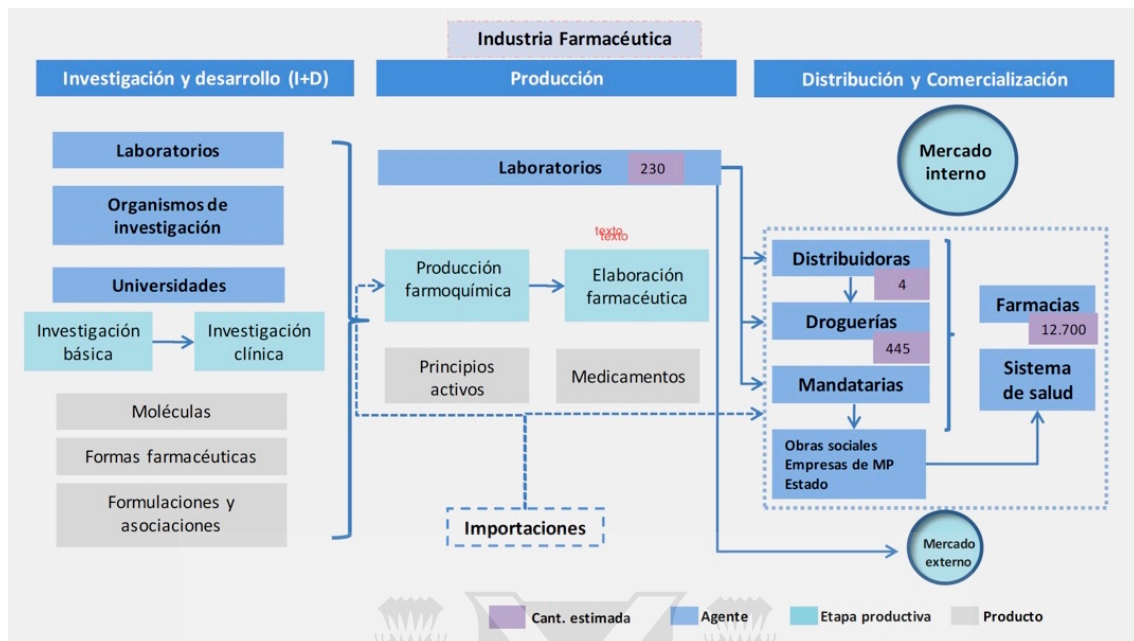 Industria Farmacéutica
Investigación y desarrollo (I+D)
Producción
Distribución y Comercialización
Laboratorios
Organismos de
investigación
Universidades
Investigación
básica
Investigación
clínica
Moléculas
Formas farmacéuticas
Formulaciones y
asociaciones
Laboratorios
230
texto
texto
Producción
farmoquímica
Elaboración
farmacéutica
Principios
activos
Medicamentos
Importaciones
Mercado
interno
Distribuidoras
4
Droguerías
445
Mandatarias
Obras sociales
Empresas de MP
Estado
Farmacias
12.700
Sistema
de salud
Mercado
externo
Cant. estimada
Agente
Etapa productiva
Producto